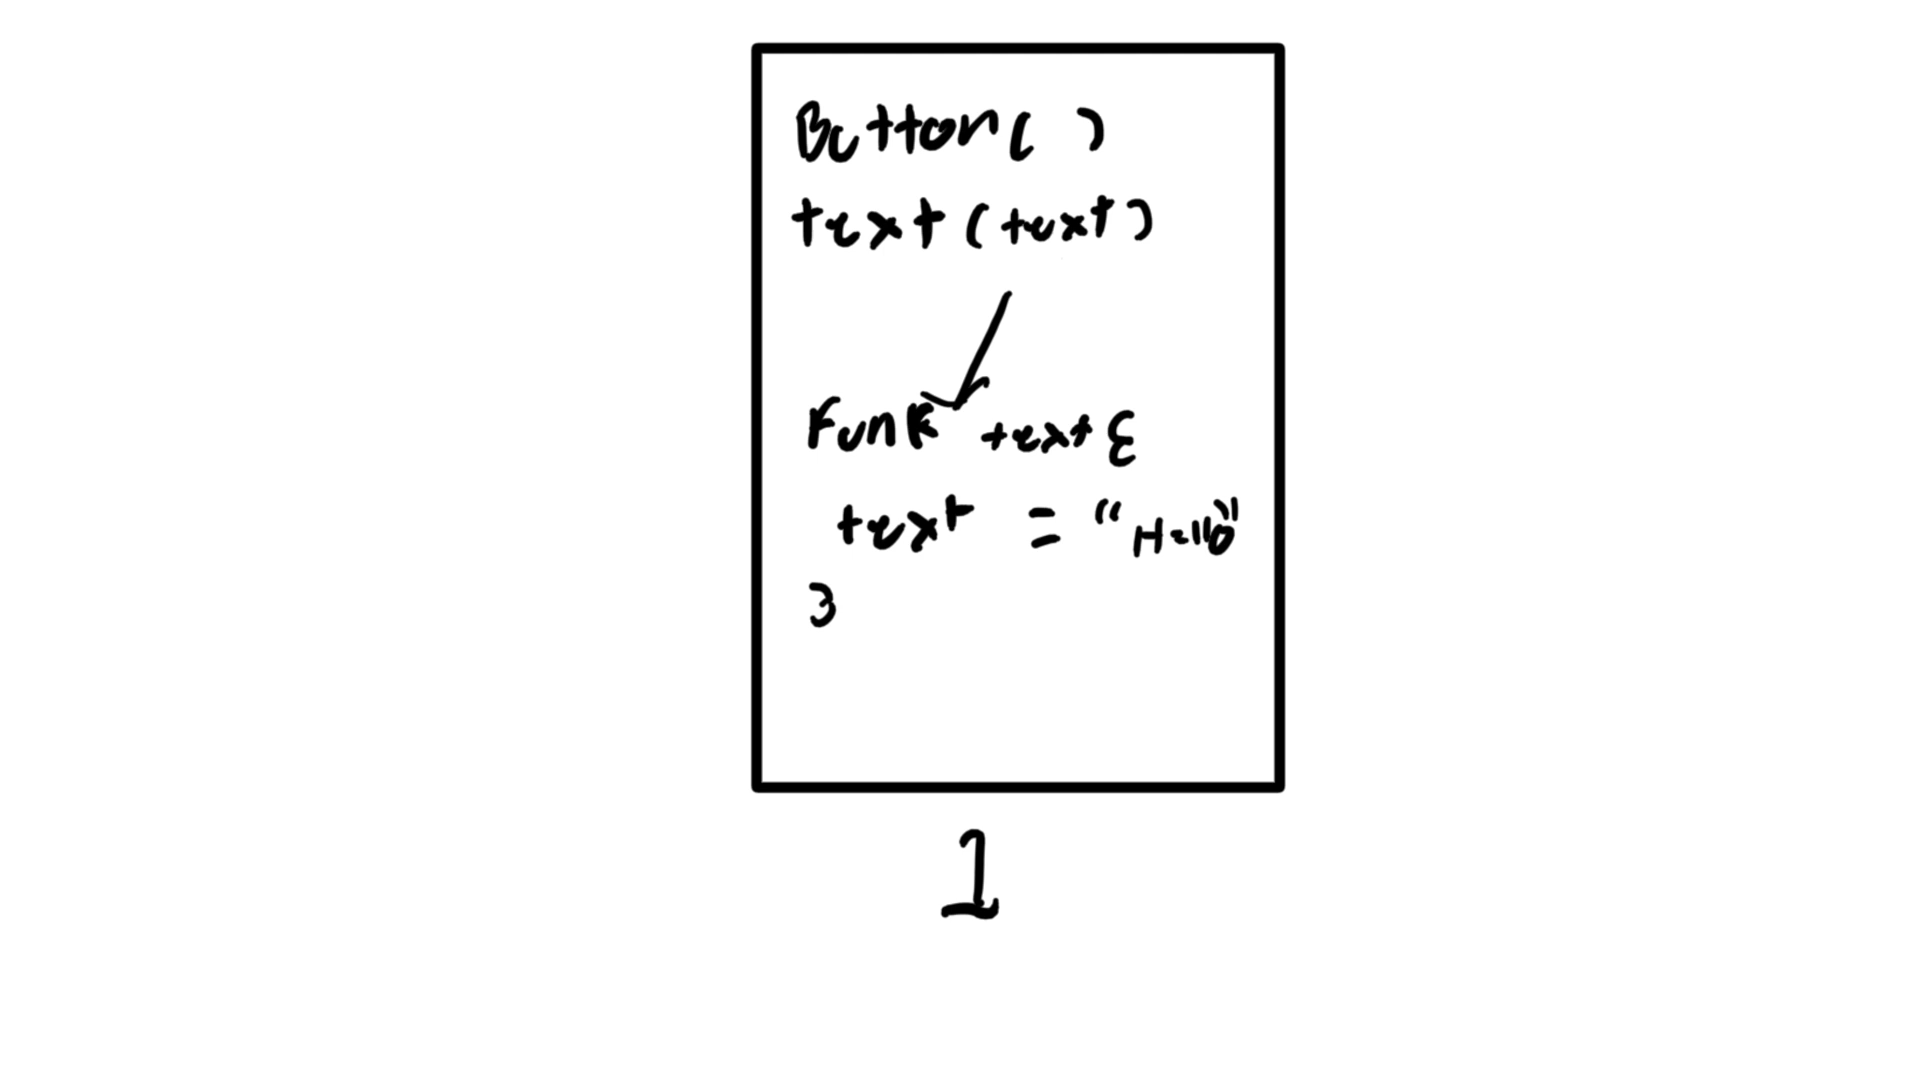 Button( )
text (text)
Funk text {
text = "Hello"
}
1